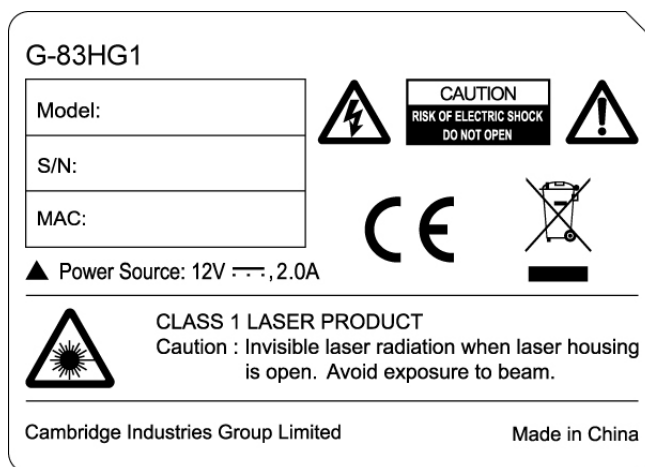 G-83HG1
Model:
S/N:
MAC:
CAUTION
RISK OF ELECTRIC SHOCK
DO NOT OPEN
CE
▲ Power Source: 12V ⎓, 2.0A
CLASS 1 LASER PRODUCT
Caution : Invisible laser radiation when laser housing
is open. Avoid exposure to beam.
Cambridge Industries Group Limited
Made in China